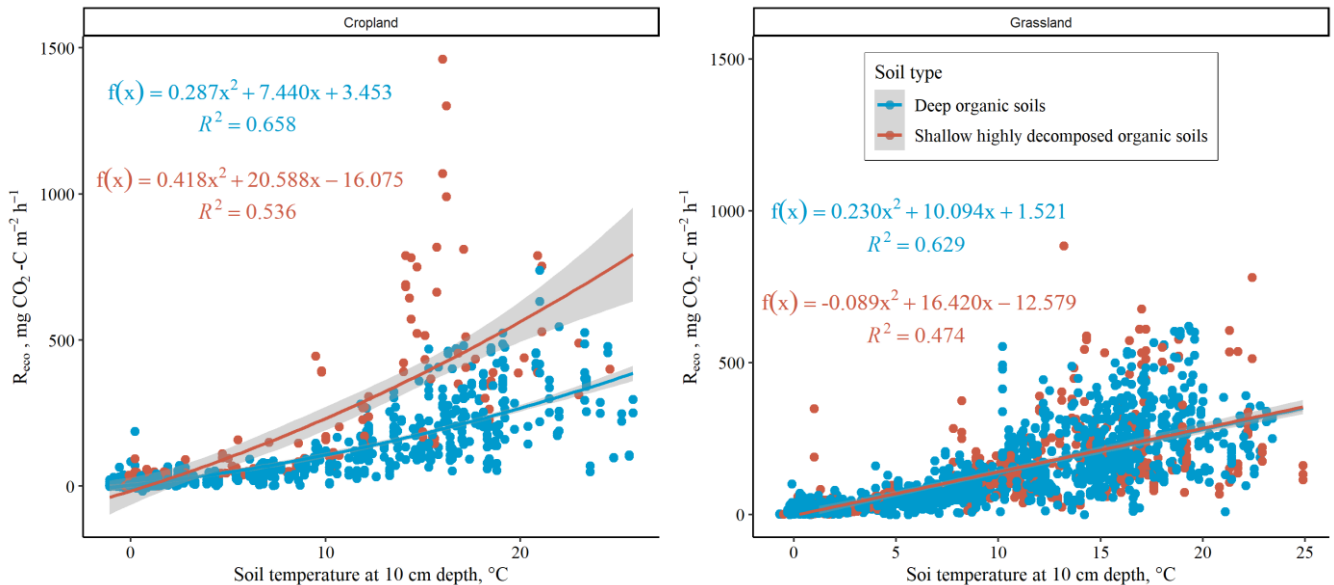 Cropland
1500
1000
500
0
f(x) = 0.287x² + 7.440x + 3.453
R² = 0.658
f(x) = 0.418x² + 20.588x − 16.075
R² = 0.536
R_eco , mg CO₂ -C m⁻² h⁻¹
0
10
20
Soil temperature at 10 cm depth, °C
Grassland
1500
1000
500
0
Soil type
Deep organic soils
Shallow highly decomposed organic soils
f(x) = 0.230x² + 10.094x + 1.521
R² = 0.629
f(x) = -0.089x² + 16.420x − 12.579
R² = 0.474
R_eco , mg CO₂ -C m⁻² h⁻¹
0
5
10
15
20
25
Soil temperature at 10 cm depth, °C